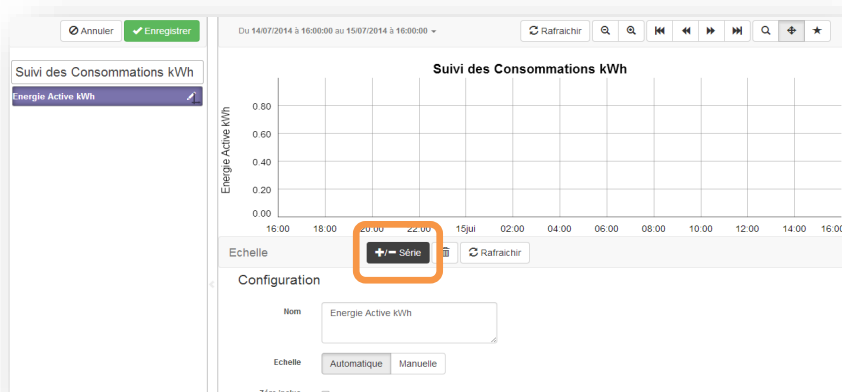 Annuler Enregistrer
Du 14/07/2014 à 16:00:00 au 15/07/2014 à 16:00:00
Rafraichir
Suivi des Consommations kWh
Energie Active kWh
Suivi des Consommations kWh
Energie Active kWh
0.80
0.60
0.40
0.20
0.00
16:00 18:00 20:00 22:00 15jui 02:00 04:00 06:00 08:00 10:00 12:00 14:00 16:00
Echelle
+/- Série
Rafraichir
Configuration
Nom
Energie Active kWh
Echelle
Automatique Manuelle